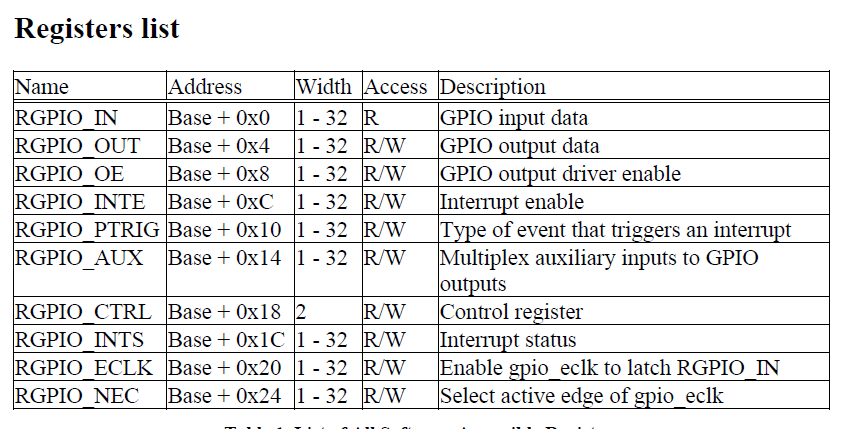 Registers list
Name Address Width Access Description
RGPIO_IN Base + 0x0 1 - 32 R GPIO input data
RGPIO_OUT Base + 0x4 1 - 32 R/W GPIO output data
RGPIO_OE Base + 0x8 1 - 32 R/W GPIO output driver enable
RGPIO_INTE Base + 0xC 1 - 32 R/W Interrupt enable
RGPIO_PTRIG Base + 0x10 1 - 32 R/W Type of event that triggers an interrupt
RGPIO_AUX Base + 0x14 1 - 32 R/W Multiplex auxiliary inputs to GPIO
outputs
RGPIO_CTRL Base + 0x18 2 R/W Control register
RGPIO_INTS Base + 0x1C 1 - 32 R/W Interrupt status
RGPIO_ECLK Base + 0x20 1 - 32 R/W Enable gpio_eclk to latch RGPIO_IN
RGPIO_NEC Base + 0x24 1 - 32 R/W Select active edge of gpio_eclk